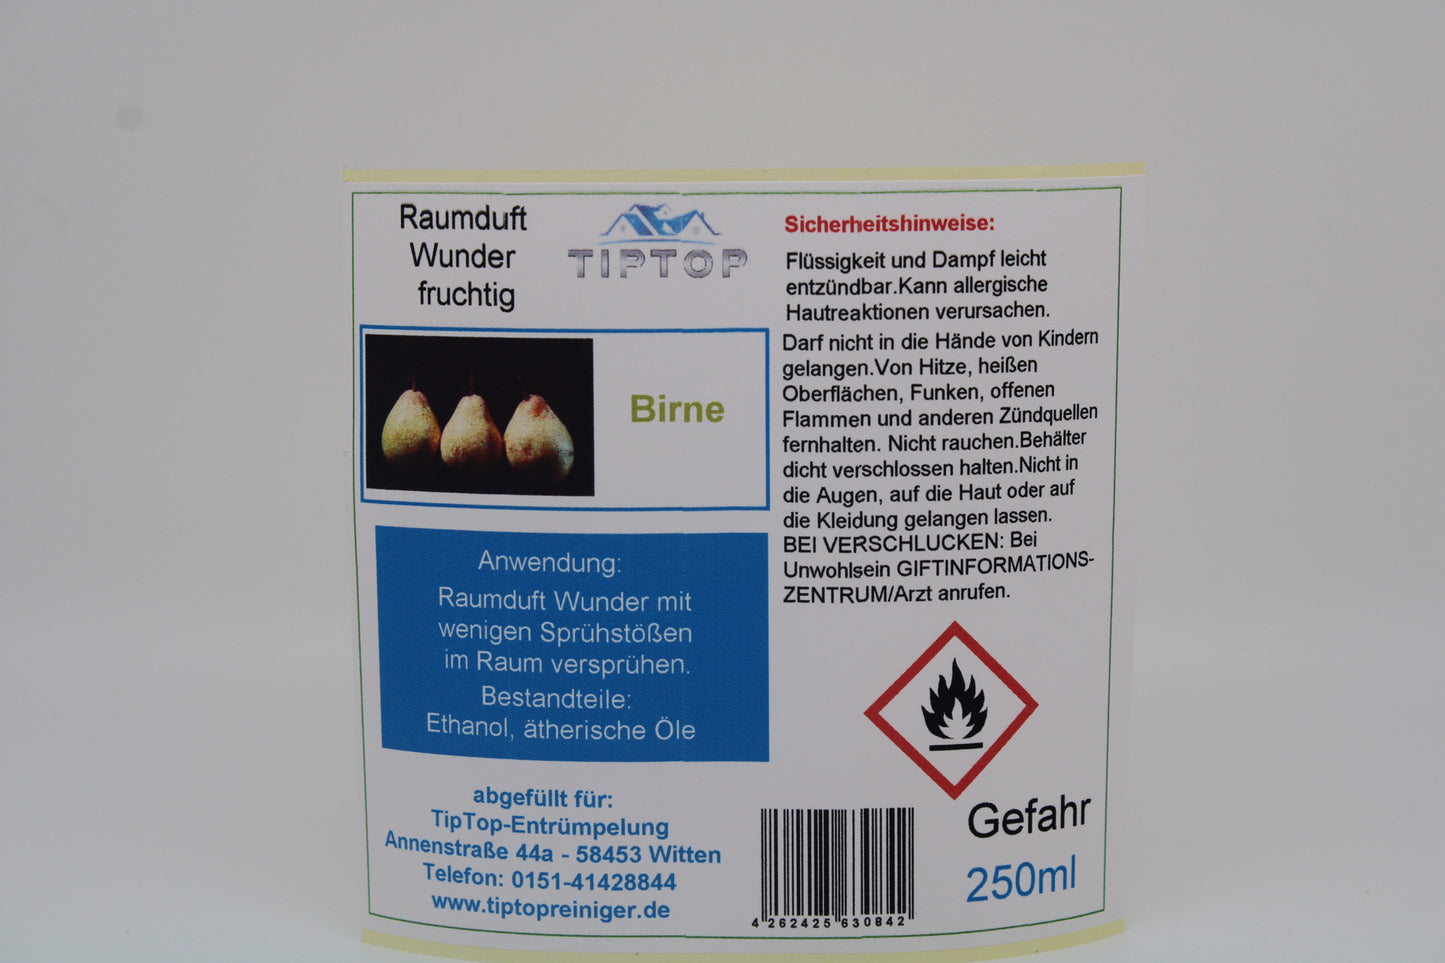 Raumduft
Wunder
fruchtig
TIPTOP
Birne
Anwendung:
Raumduft Wunder mit
wenigen Sprühstößen
im Raum versprühen.
Bestandteile:
Ethanol, ätherische Öle
abgefüllt für:
TipTop-Entrümpelung
Annenstraße 44a - 58453 Witten
Telefon: 0151-41428844
www.tiptopreiniger.de
Sicherheitshinweise:
Flüssigkeit und Dampf leicht
entzündbar.Kann allergische
Hautreaktionen verursachen.
Darf nicht in die Hände von Kindern
gelangen.Von Hitze, heißen
Oberflächen, Funken, offenen
Flammen und anderen Zündquellen
fernhalten. Nicht rauchen.Behälter
dicht verschlossen halten.Nicht in
die Augen, auf die Haut oder auf
die Kleidung gelangen lassen.
BEI VERSCHLUCKEN: Bei
Unwohlsein GIFTINFORMATIONS-
ZENTRUM/Arzt anrufen.
Gefahr
250ml
4 262425 630842